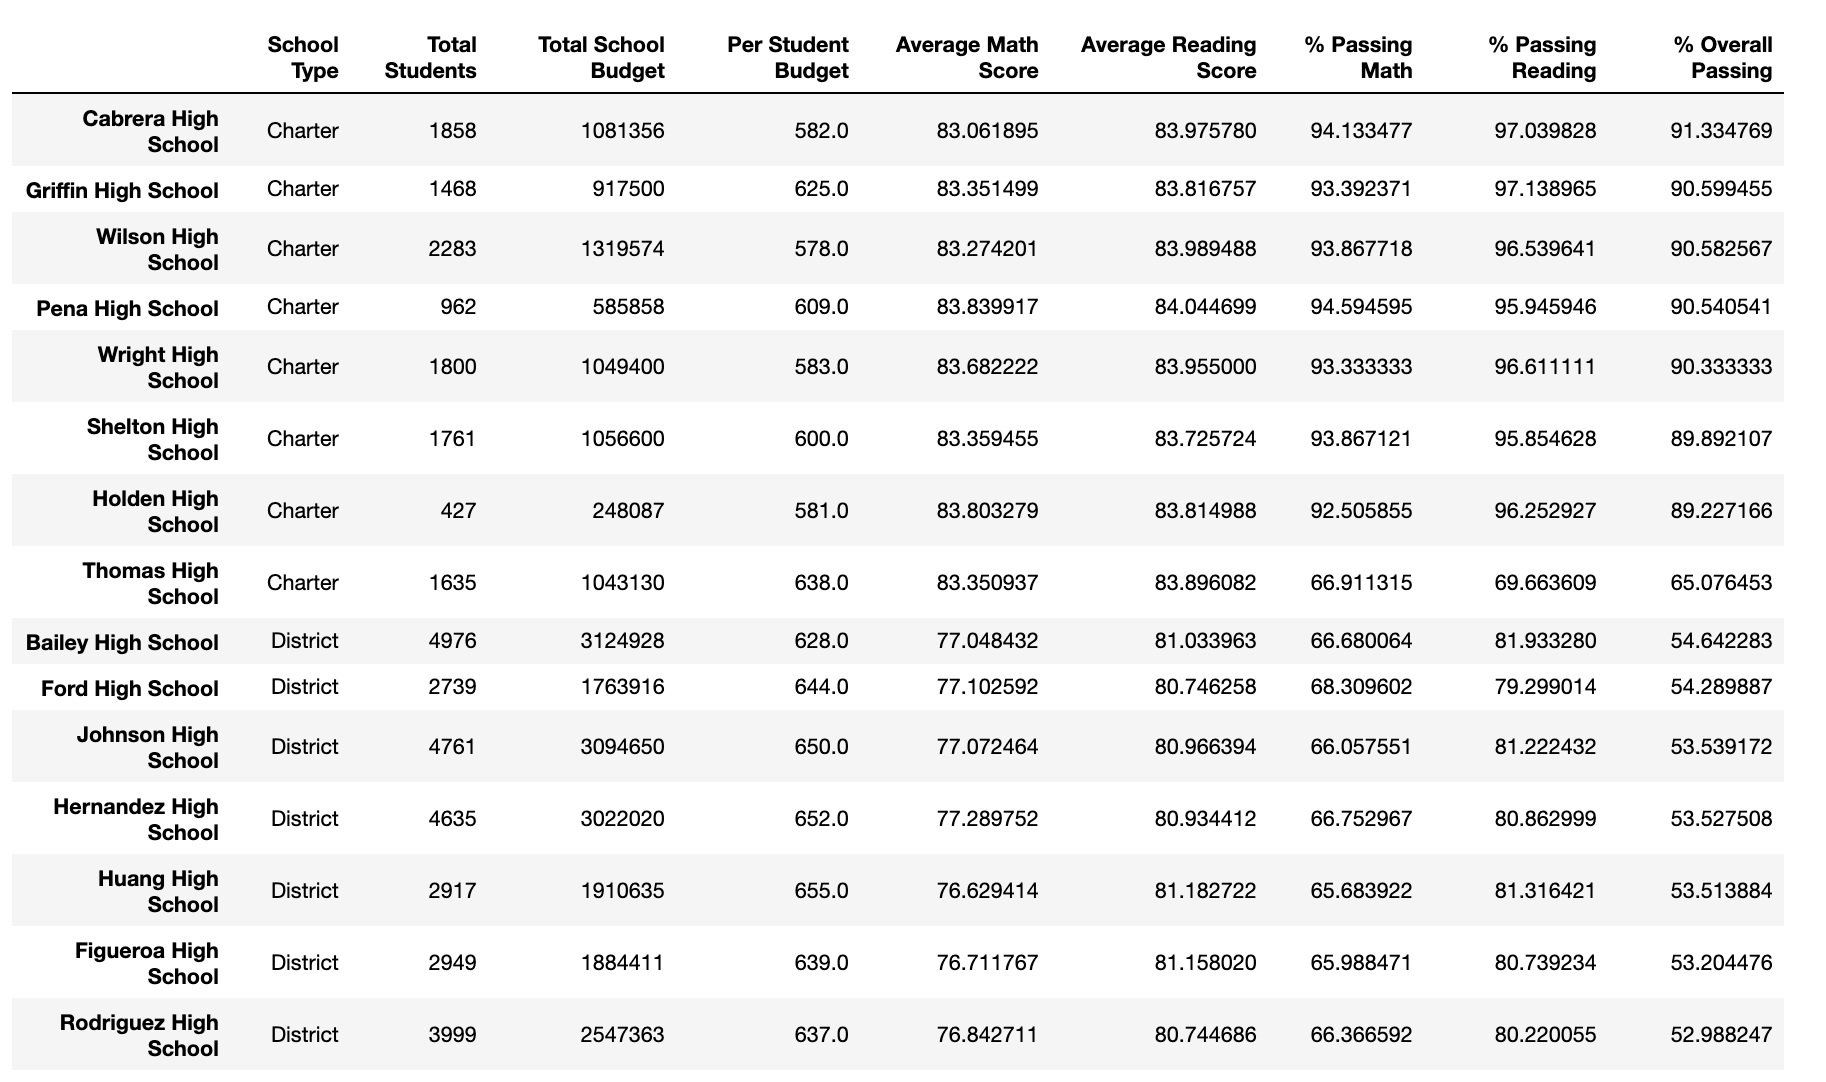 School Total Total School Per Student Average Math Average Reading % Passing % Passing % Overall
Type Students Budget Budget Score Score Math Reading Passing
Cabrera High
School Charter 1858 1081356 582.0 83.061895 83.975780 94.133477 97.039828 91.334769
Griffin High School Charter 1468 917500 625.0 83.351499 83.816757 93.392371 97.138965 90.599455
Wilson High
School Charter 2283 1319574 578.0 83.274201 83.989488 93.867718 96.539641 90.582567
Pena High School Charter 962 585858 609.0 83.839917 84.044699 94.594595 95.945946 90.540541
Wright High
School Charter 1800 1049400 583.0 83.682222 83.955000 93.333333 96.611111 90.333333
Shelton High
School Charter 1761 1056600 600.0 83.359455 83.725724 93.867121 95.854628 89.892107
Holden High
School Charter 427 248087 581.0 83.803279 83.814988 92.505855 96.252927 89.227166
Thomas High
School Charter 1635 1043130 638.0 83.350937 83.896082 66.911315 69.663609 65.076453
Bailey High School District 4976 3124928 628.0 77.048432 81.033963 66.680064 81.933280 54.642283
Ford High School District 2739 1763916 644.0 77.102592 80.746258 68.309602 79.299014 54.289887
Johnson High
School District 4761 3094650 650.0 77.072464 80.966394 66.057551 81.222432 53.539172
Hernandez High
School District 4635 3022020 652.0 77.289752 80.934412 66.752967 80.862999 53.527508
Huang High
School District 2917 1910635 655.0 76.629414 81.182722 65.683922 81.316421 53.513884
Figueroa High
School District 2949 1884411 639.0 76.711767 81.158020 65.988471 80.739234 53.204476
Rodriguez High
School District 3999 2547363 637.0 76.842711 80.744686 66.366592 80.220055 52.988247